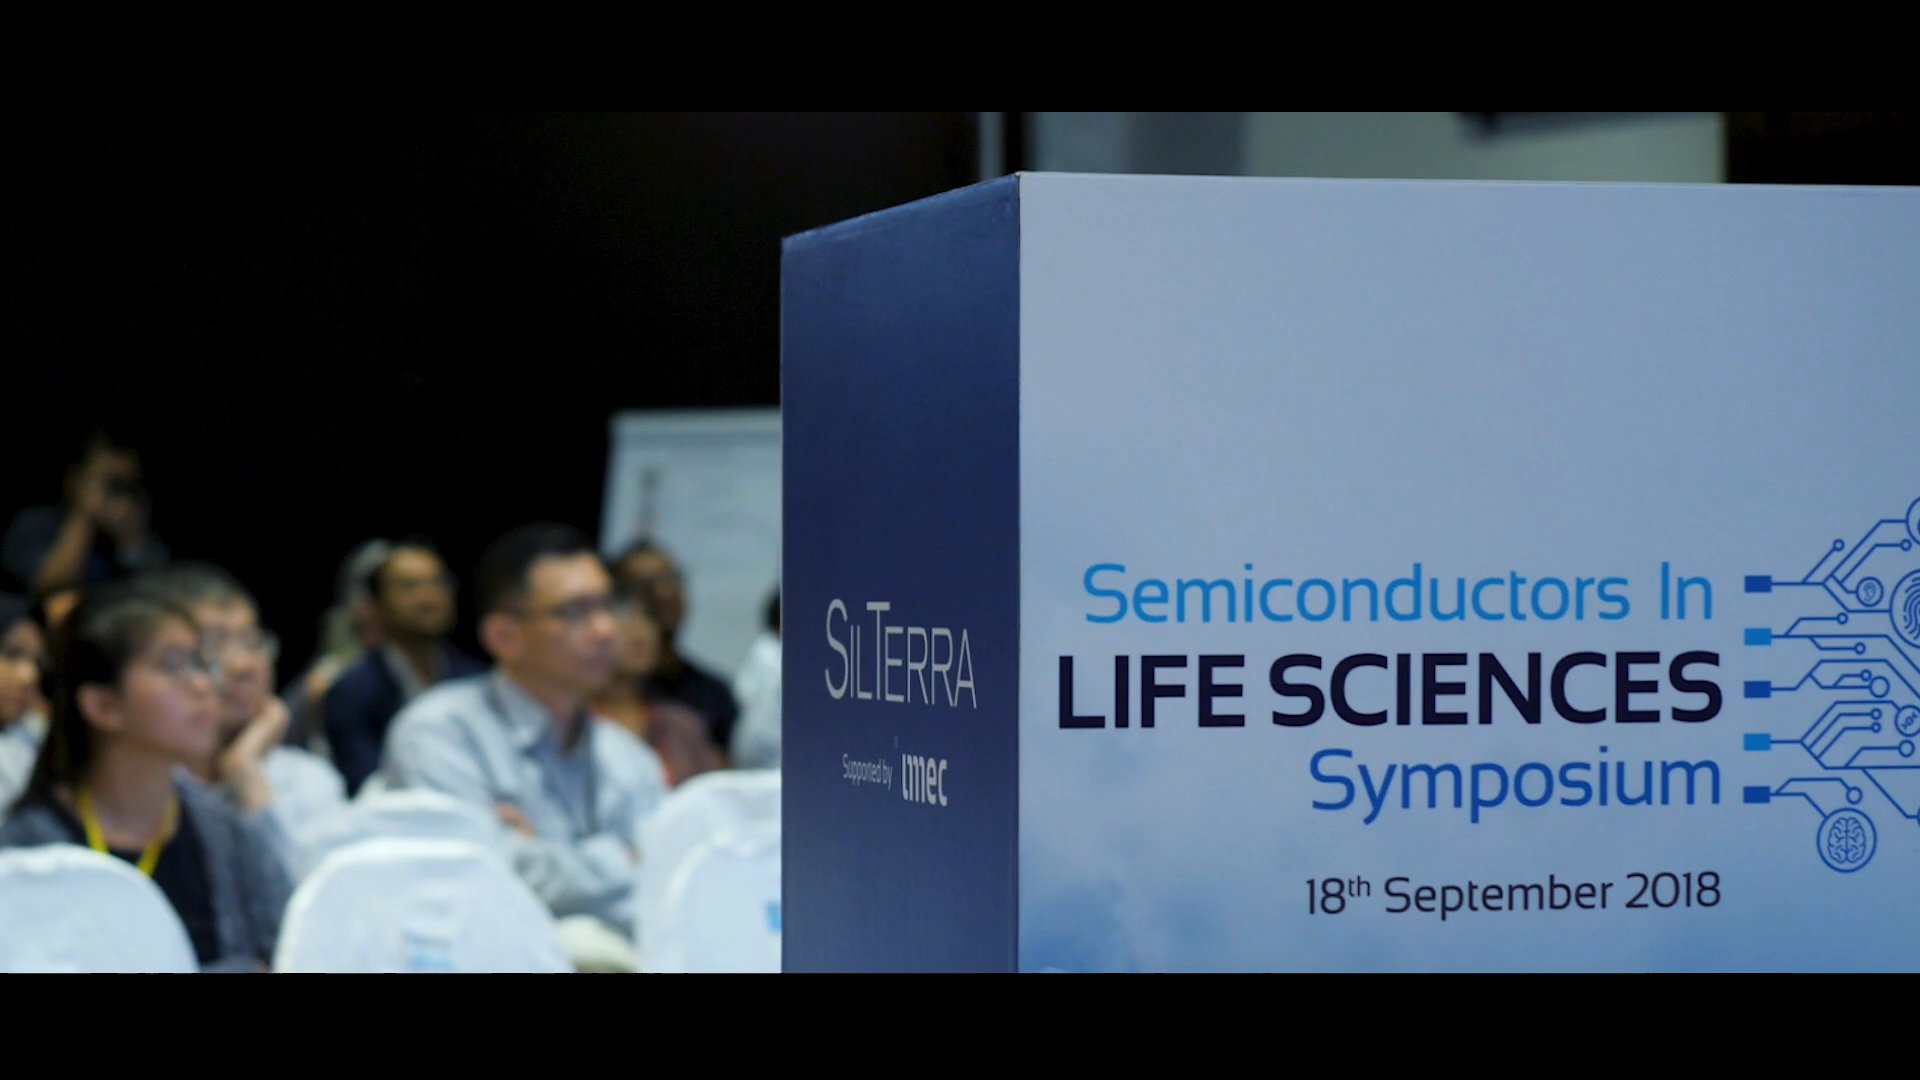 SILTERRA
Supported by imec
Semiconductors In
LIFE SCIENCES
Symposium
18th September 2018